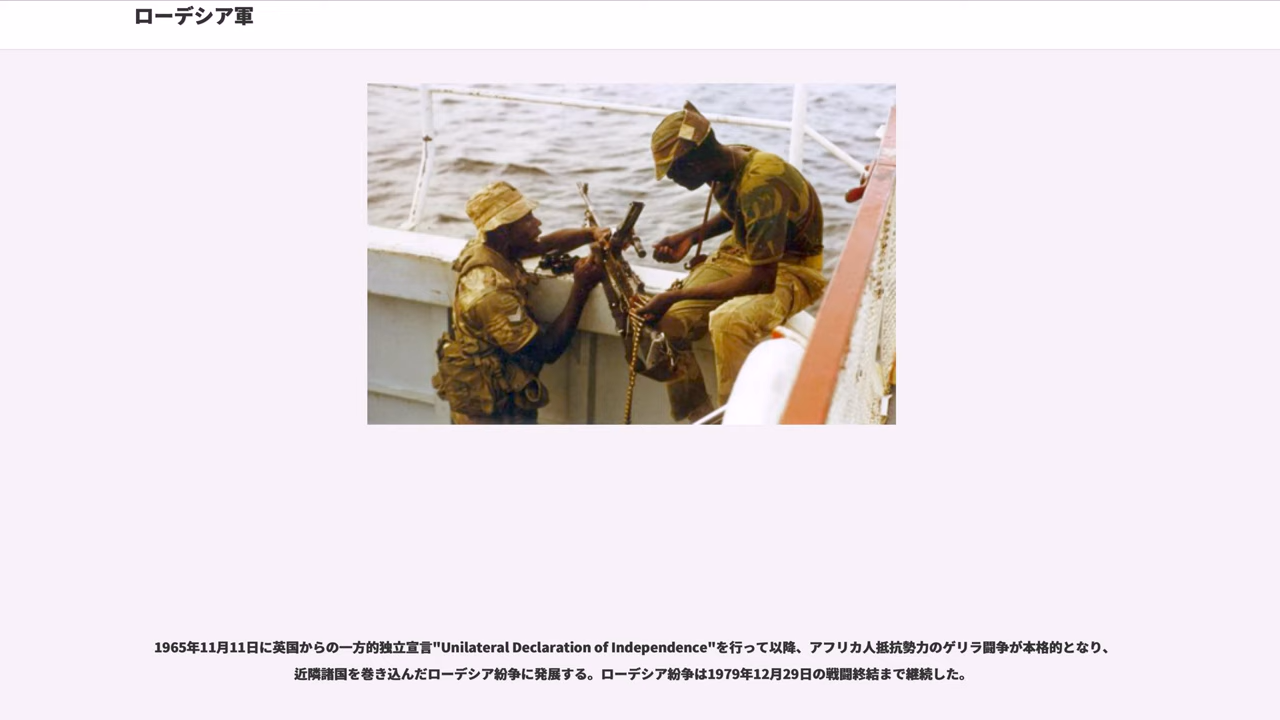 ローデシア軍
1965年11月11日に英国からの一方的独立宣言"Unilateral Declaration of Independence"を行って以降、アフリカ人抵抗勢力のゲリラ闘争が本格的となり、
近隣諸国を巻き込んだローデシア紛争に発展する。ローデシア紛争は1979年12月29日の戦闘終結まで継続した。